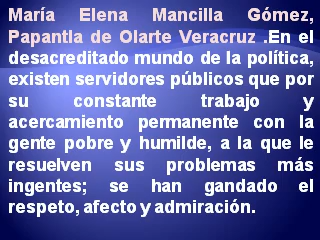 María Elena Mancilla Gómez,
Papantla de Olarte Veracruz .En el
desacreditado mundo de la política,
existen servidores públicos que por
su constante trabajo y
acercamiento permanente con la
gente pobre y humilde, a la que le
resuelven sus problemas más
ingentes; se han gandado el
respeto, afecto y admiración.